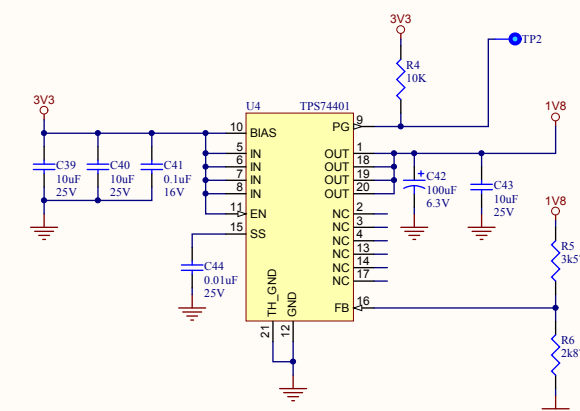 3V3
TP2
R4
10K
3V3
U4
TPS74401
1V8
10
BIAS
PG
9
C39
10uF
25V
C40
10uF
25V
C41
0.1uF
16V
5
IN
6
IN
7
IN
8
IN
11
EN
15
SS
OUT
1
OUT
18
OUT
19
OUT
20
NC
2
NC
3
NC
4
NC
13
NC
14
NC
17
FB
16
+
C42
100uF
6.3V
C43
10uF
25V
1V8
R5
3k57
C44
0.01uF
25V
TH_GND
GND
21
12
R6
2k87